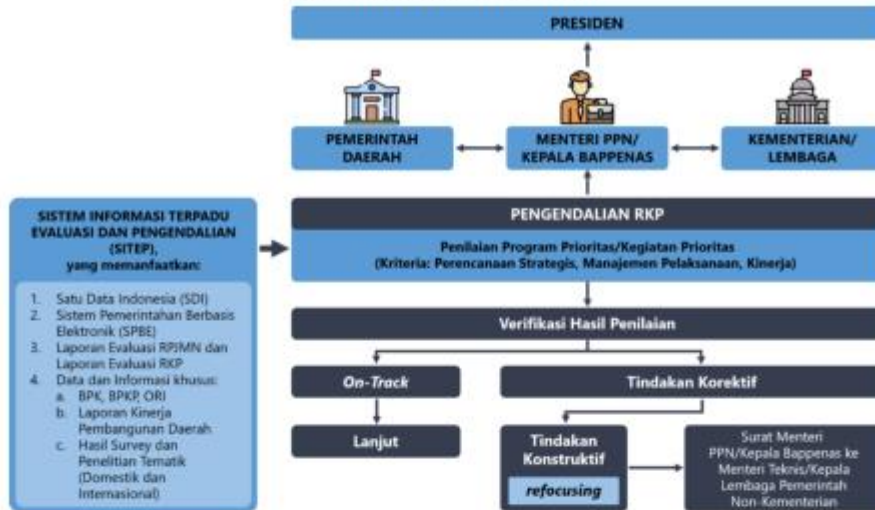 PRESIDEN
PEMERINTAH
DAERAH
MENTERI PPN/
KEPALA BAPPENAS
KEMENTERIAN/
LEMBAGA
SISTEM INFORMASI TERPADU
EVALUASI DAN PENGENDALIAN
(SITEP),
yang memanfaatkan:
1. Satu Data Indonesia (SDI)
2. Sistem Pemerintahan Berbasis
Elektronik (SPBE)
3. Laporan Evaluasi RPJMN dan
Laporan Evaluasi RKP
4. Data dan Informasi khusus:
a. BPK, BPKP, ORI
b. Laporan Kinerja
Pembangunan Daerah
c. Hasil Survey dan
Penelitian Tematik
(Domestik dan
Internasional)
PENGENDALIAN RKP
Penilaian Program Prioritas/Kegiatan Prioritas
(Kriteria: Perencanaan Strategis, Manajemen Pelaksanaan, Kinerja)
Verifikasi Hasil Penilaian
On-Track
Tindakan Korektif
Lanjut
Tindakan
Konstruktif
refocusing
Surat Menteri
PPN/Kepala Bappenas ke
Menteri Teknis/Kepala
Lembaga Pemerintah
Non-Kementerian